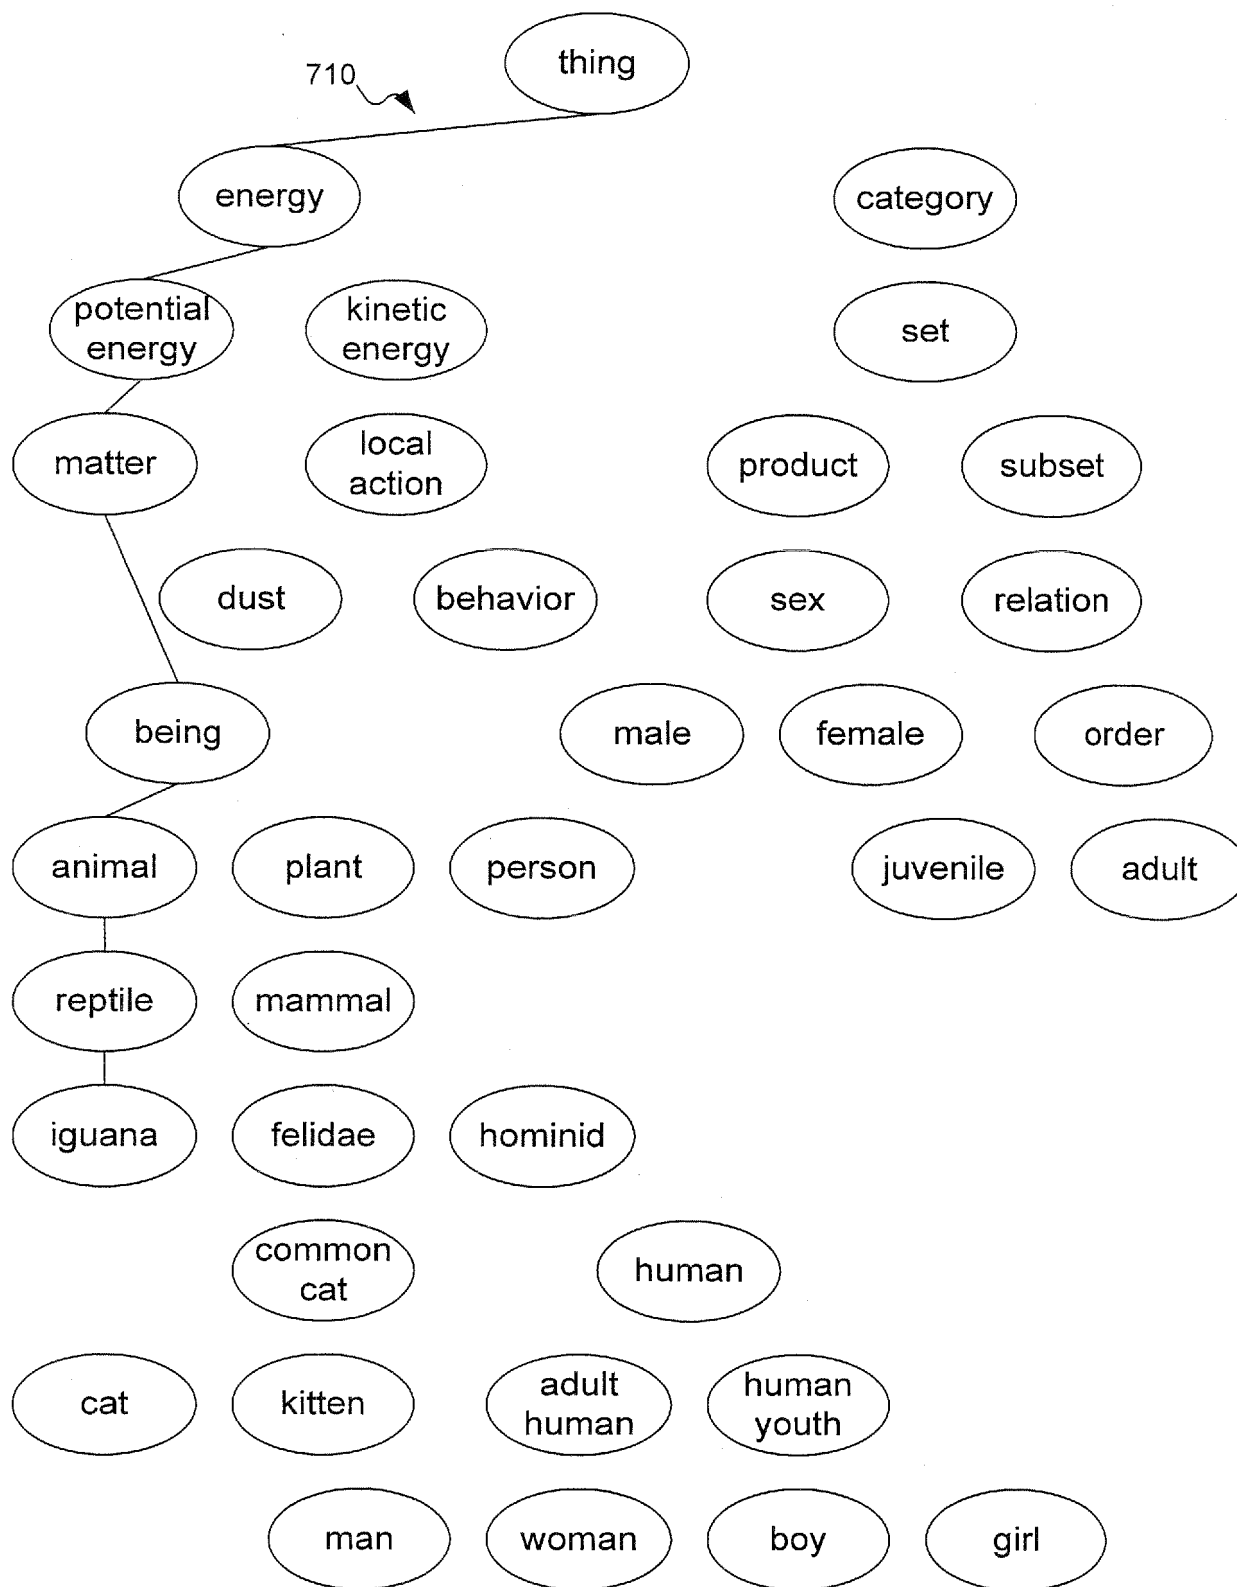 thing
710
energy
category
potential
energy
kinetic
energy
set
matter
local
action
product
subset
dust
behavior
sex
relation
being
male
female
order
animal
plant
person
juvenile
adult
reptile
mammal
iguana
felidae
hominid
common
cat
human
cat
kitten
adult
human
human
youth
man
woman
boy
girl